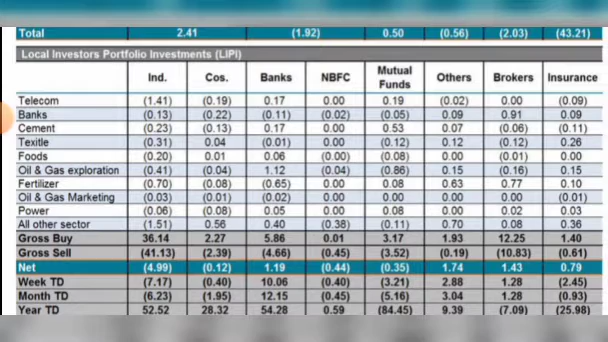 Total 2.41 (1.92) 0.50 (0.56) (2.03) (43.21)
Local Investors Portfolio Investments (LIPI)
Ind. Cos. Banks NBFC Mutual Funds Others Brokers Insurance
Telecom (1.41) (0.19) 0.17 0.00 0.19 (0.02) 0.00 (0.09)
Banks (0.13) (0.22) (0.11) (0.02) (0.05) 0.09 0.91 0.09
Cement (0.23) (0.13) 0.17 0.00 0.53 0.07 (0.06) (0.11)
Texitle (0.31) 0.04 (0.01) 0.00 (0.12) 0.12 (0.12) 0.26
Foods (0.20) 0.01 0.06 (0.00) (0.08) 0.00 (0.01) 0.00
Oil & Gas exploration (0.41) (0.04) 1.12 (0.04) (0.86) 0.15 (0.16) 0.15
Fertilizer (0.70) (0.08) (0.65) 0.00 0.08 0.63 0.77 0.10
Oil & Gas Marketing (0.03) (0.01) (0.02) 0.00 0.00 0.00 0.00 (0.01)
Power (0.06) (0.08) 0.05 0.00 0.08 0.00 0.02 0.03
All other sector (1.51) 0.56 0.40 (0.38) (0.11) 0.70 0.08 0.36
Gross Buy 36.14 2.27 5.86 0.01 3.17 1.93 12.25 1.40
Gross Sell (41.13) (2.39) (4.66) (0.45) (3.52) (0.19) (10.83) (0.61)
Net (4.99) (0.12) 1.19 (0.44) (0.35) 1.74 1.43 0.79
Week TD (7.17) (0.40) 10.06 (0.40) (3.21) 2.88 1.28 (2.45)
Month TD (6.23) (1.95) 12.15 (0.45) (5.16) 3.04 1.28 (0.93)
Year TD 52.52 28.32 54.28 0.59 (84.45) 9.39 (7.09) (25.98)